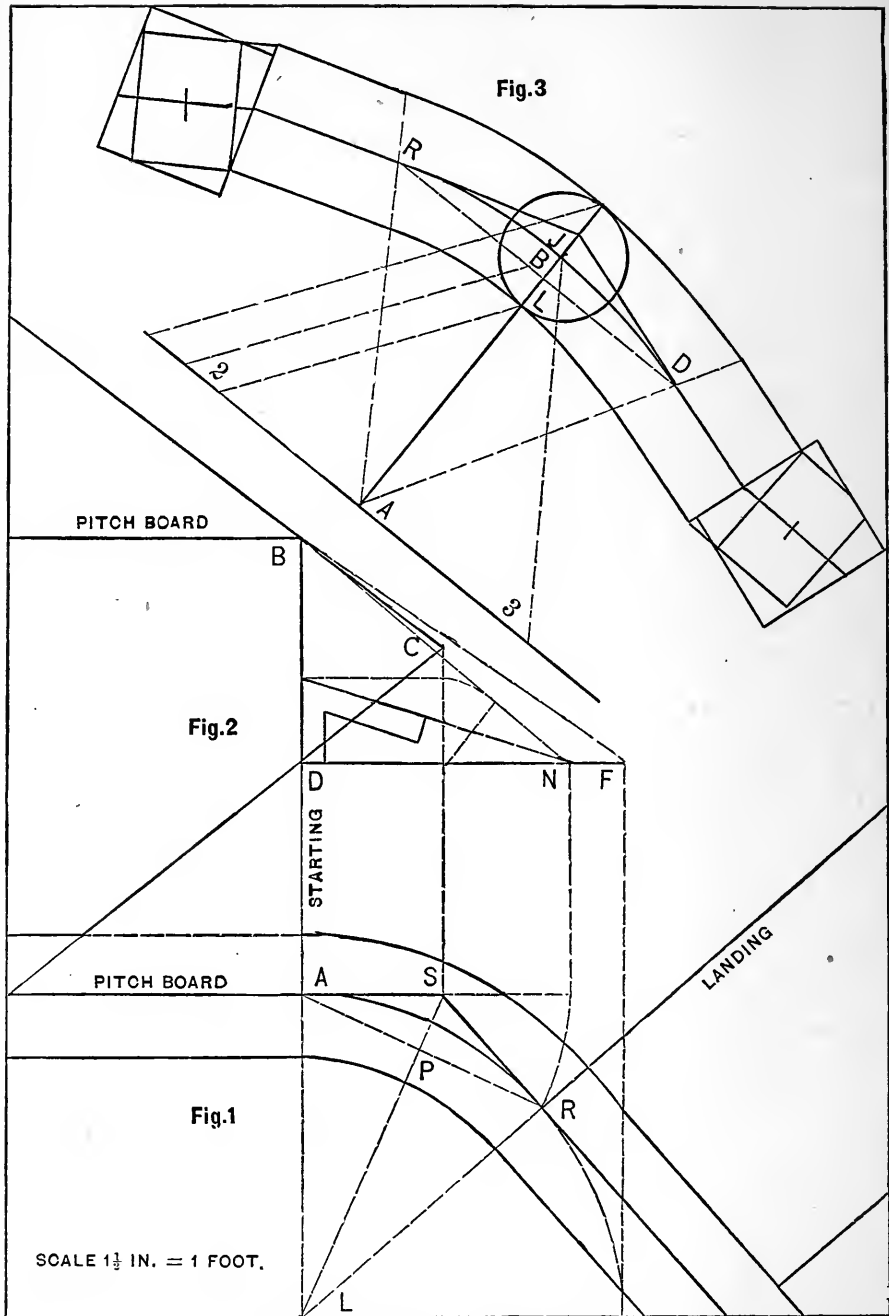 Fig.3
R
J
B
L
D
2
A
3
PITCH BOARD
B
C
Fig.2
D
N
F
STARTING
LANDING
PITCH BOARD
A
S
P
R
Fig.1
SCALE 1½ IN. = 1 FOOT.
L